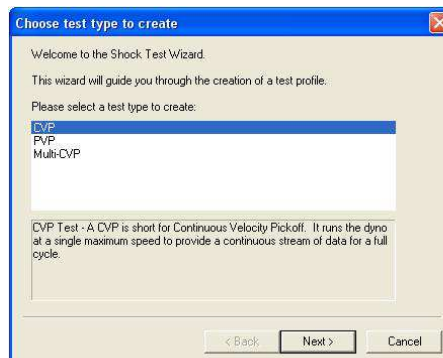 Choose test type to create
Welcome to the Shock Test Wizard.
This wizard will guide you through the creation of a test profile.
Please select a test type to create:
CVP
PVP
Multi-CVP
CVP Test - A CVP is short for Continuous Velocity Pickoff.  It runs the dyno
at a single maximum speed to provide a continuous stream of data for a full
cycle.
< Back
Next >
Cancel